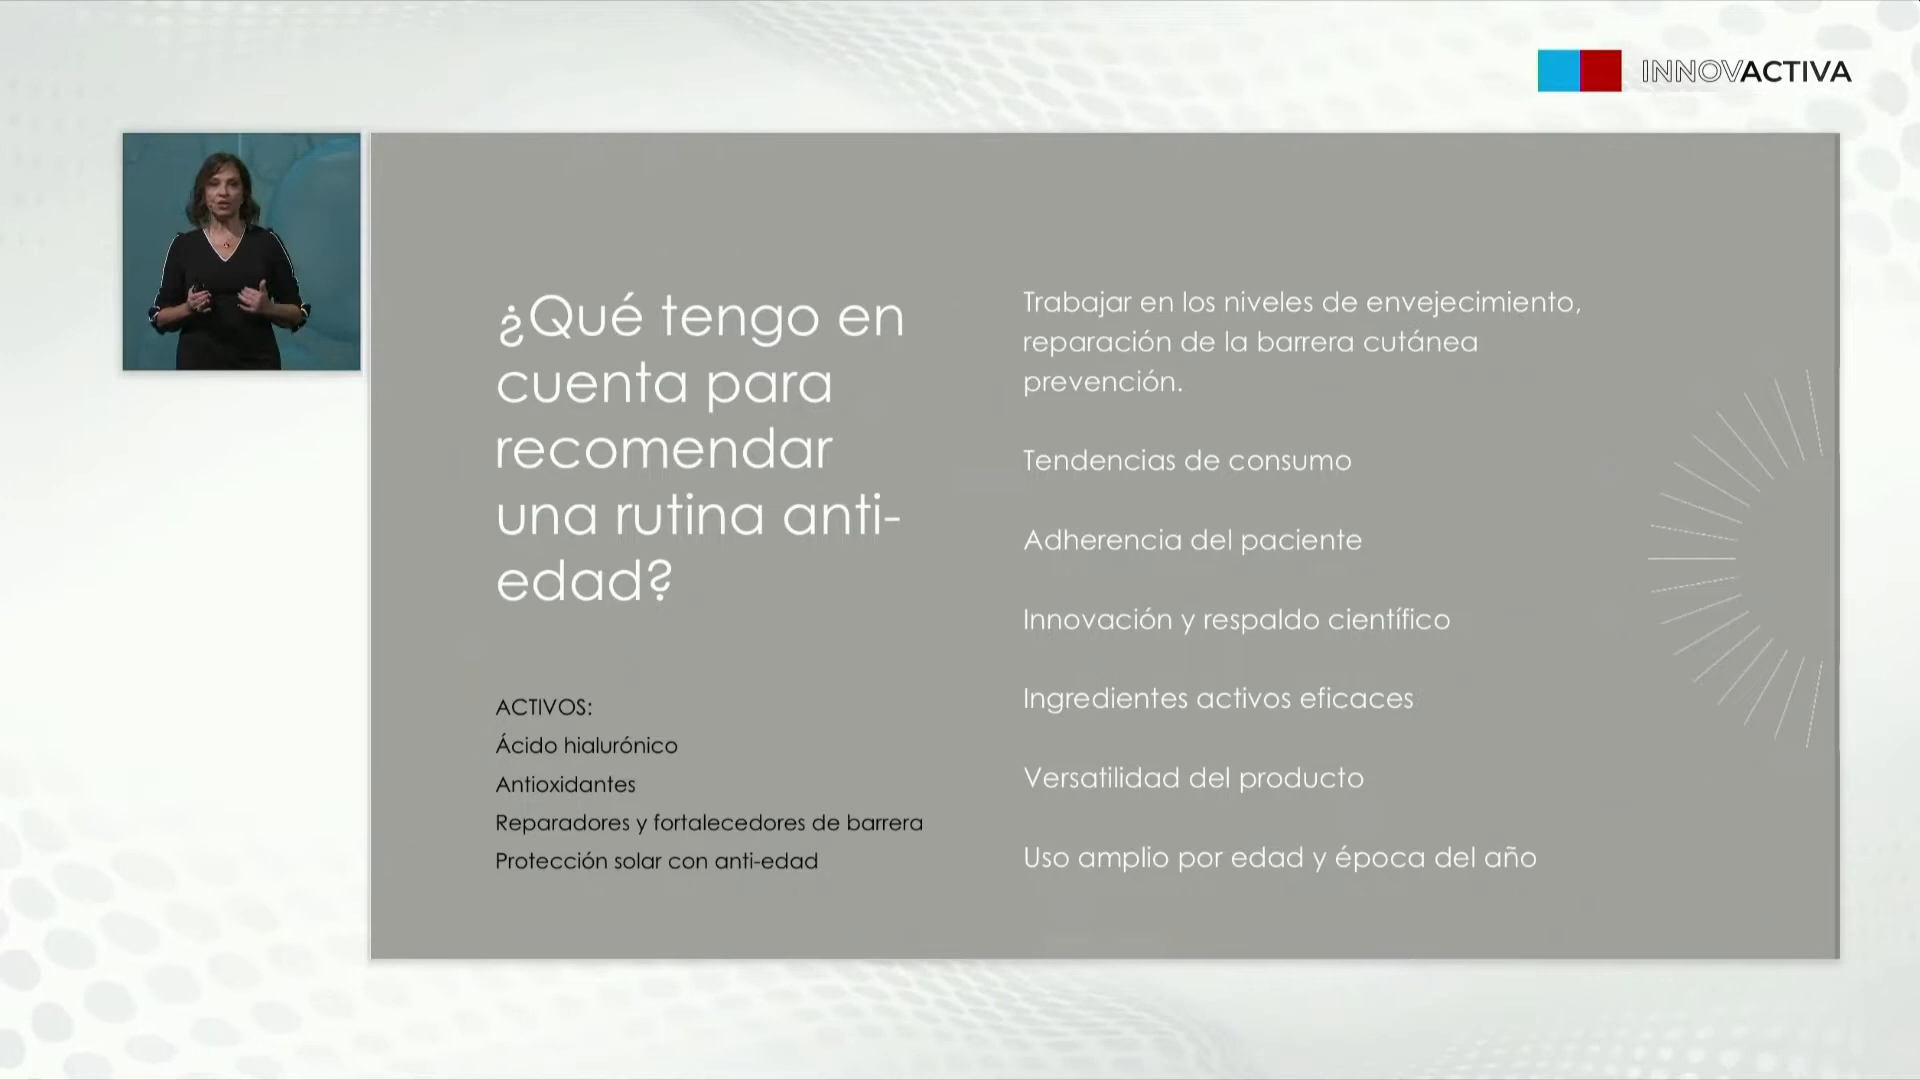 INNOVACTIVA
¿Qué tengo en
cuenta para
recomendar
una rutina anti-
edad?
ACTIVOS:
Ácido hialurónico
Antioxidantes
Reparadores y fortalecedores de barrera
Protección solar con anti-edad
Trabajar en los niveles de envejecimiento,
reparación de la barrera cutánea
prevención.
Tendencias de consumo
Adherencia del paciente
Innovación y respaldo científico
Ingredientes activos eficaces
Versatilidad del producto
Uso amplio por edad y época del año